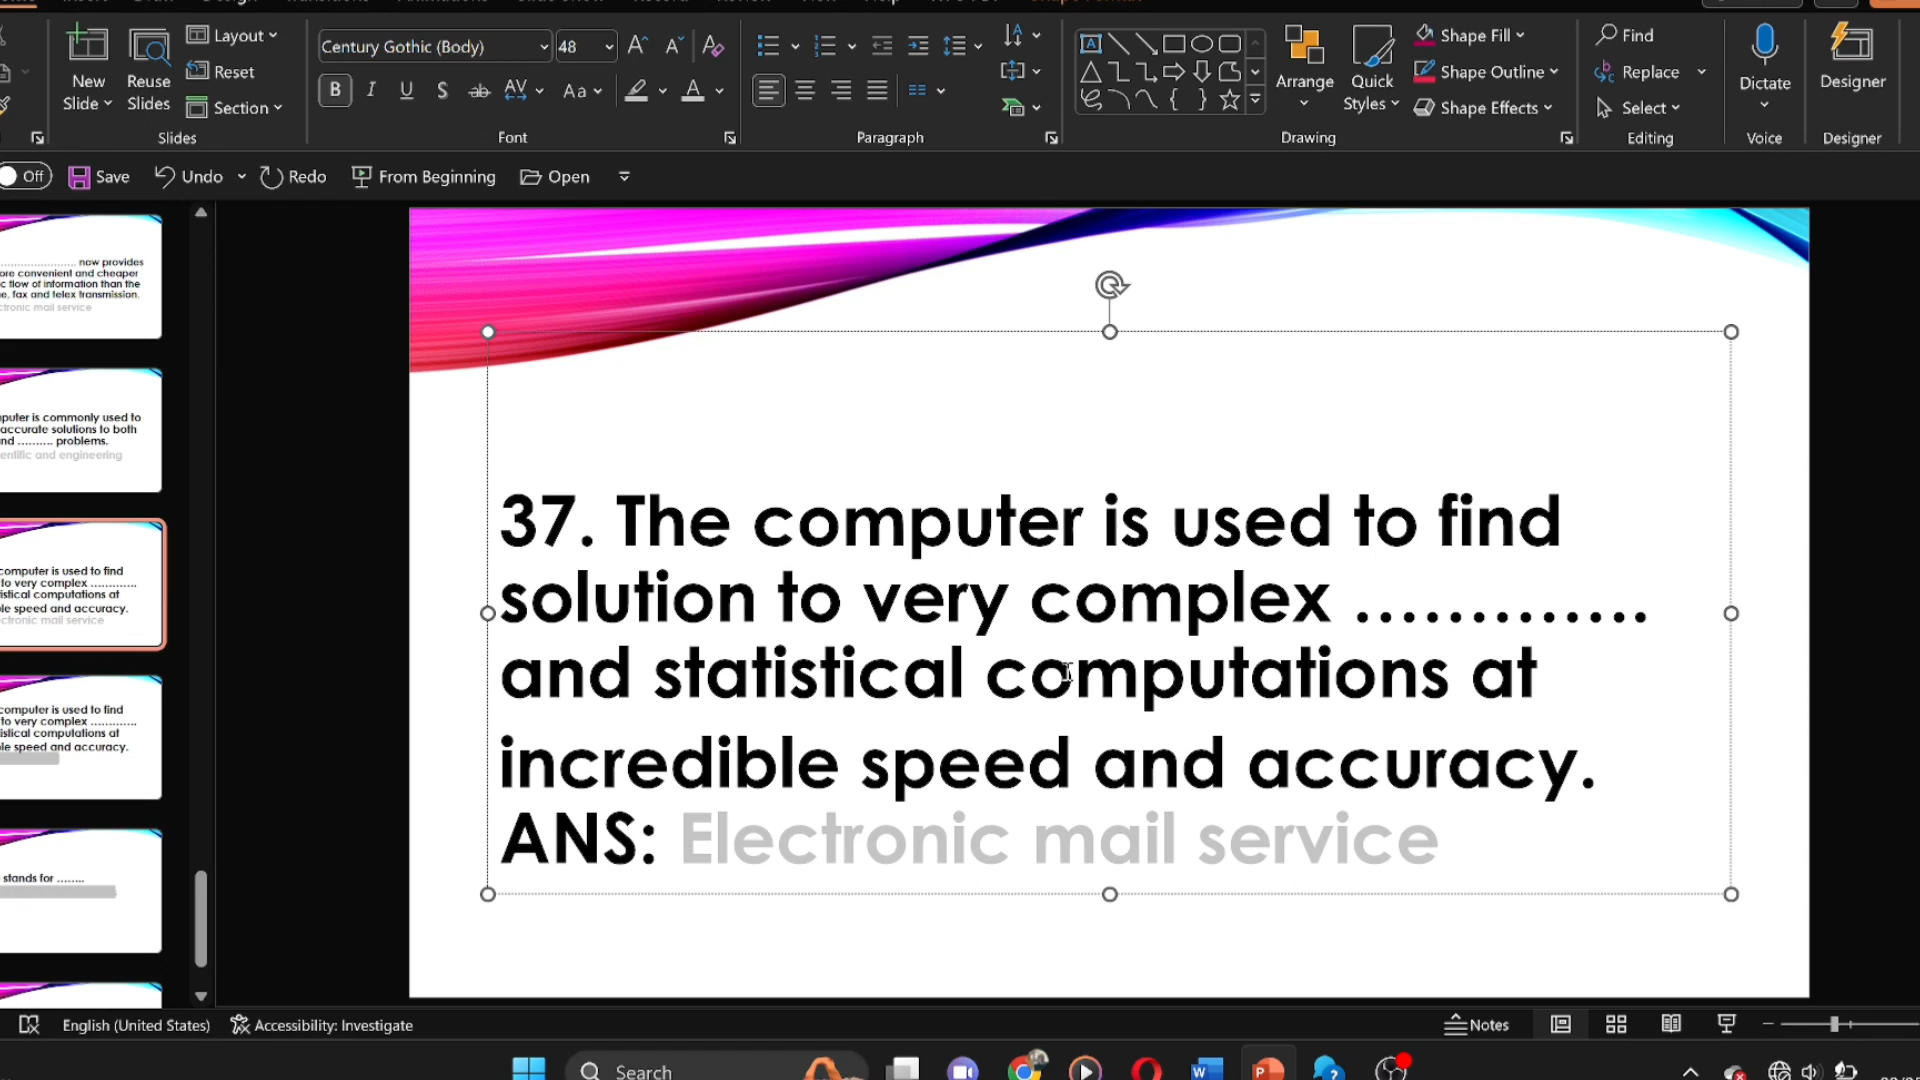 Layout
Reset
Section
New
Slide
Reuse
Slides
Slides
Century Gothic (Body)
48
B I U S ab AV Aa A
Font
Paragraph
Arrange
Quick
Styles
Shape Fill
Shape Outline
Shape Effects
Drawing
Find
Replace
Select
Editing
Dictate
Voice
Designer
Designer
Off
Save
Undo
Redo
From Beginning
Open
now provides
ore convenient and cheaper
c flow of information than the
e, fax and telex transmission.
ctronic mail service
puter is commonly used to
accurate solutions to both
nd .......... problems.
entific and engineering
computer is used to find
to very complex .............
istical computations at
le speed and accuracy.
ectronic mail service
computer is used to find
to very complex .............
istical computations at
le speed and accuracy.
stands for ........
37. The computer is used to find
solution to very complex .............
and statistical computations at
incredible speed and accuracy.
ANS: Electronic mail service
English (United States)
Accessibility: Investigate
Notes
Search